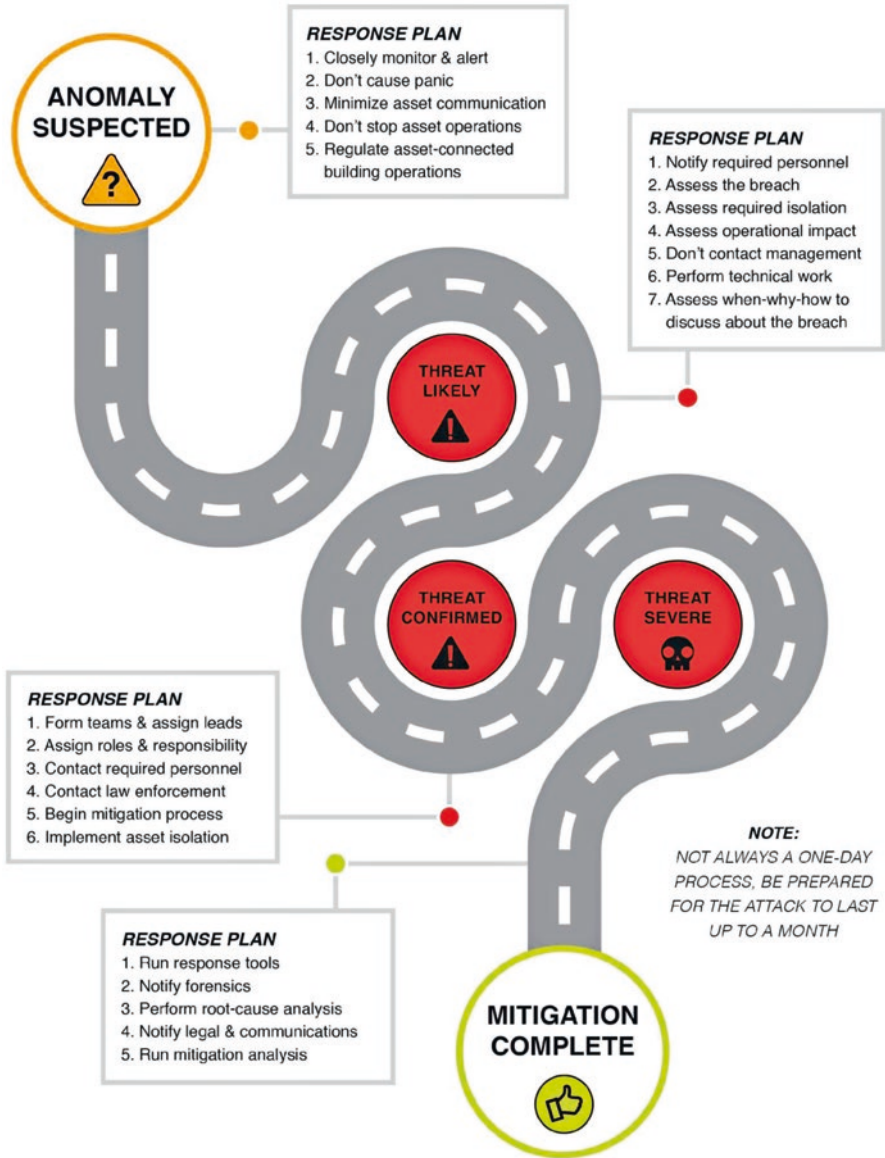 ANOMALY
SUSPECTED
?
RESPONSE PLAN
1. Closely monitor & alert
2. Don't cause panic
3. Minimize asset communication
4. Don't stop asset operations
5. Regulate asset-connected
building operations
RESPONSE PLAN
1. Notify required personnel
2. Assess the breach
3. Assess required isolation
4. Assess operational impact
5. Don't contact management
6. Perform technical work
7. Assess when-why-how to
discuss about the breach
THREAT
LIKELY
!
THREAT
CONFIRMED
!
THREAT
SEVERE
RESPONSE PLAN
1. Form teams & assign leads
2. Assign roles & responsibility
3. Contact required personnel
4. Contact law enforcement
5. Begin mitigation process
6. Implement asset isolation
NOTE:
NOT ALWAYS A ONE-DAY
PROCESS, BE PREPARED
FOR THE ATTACK TO LAST
UP TO A MONTH
RESPONSE PLAN
1. Run response tools
2. Notify forensics
3. Perform root-cause analysis
4. Notify legal & communications
5. Run mitigation analysis
MITIGATION
COMPLETE